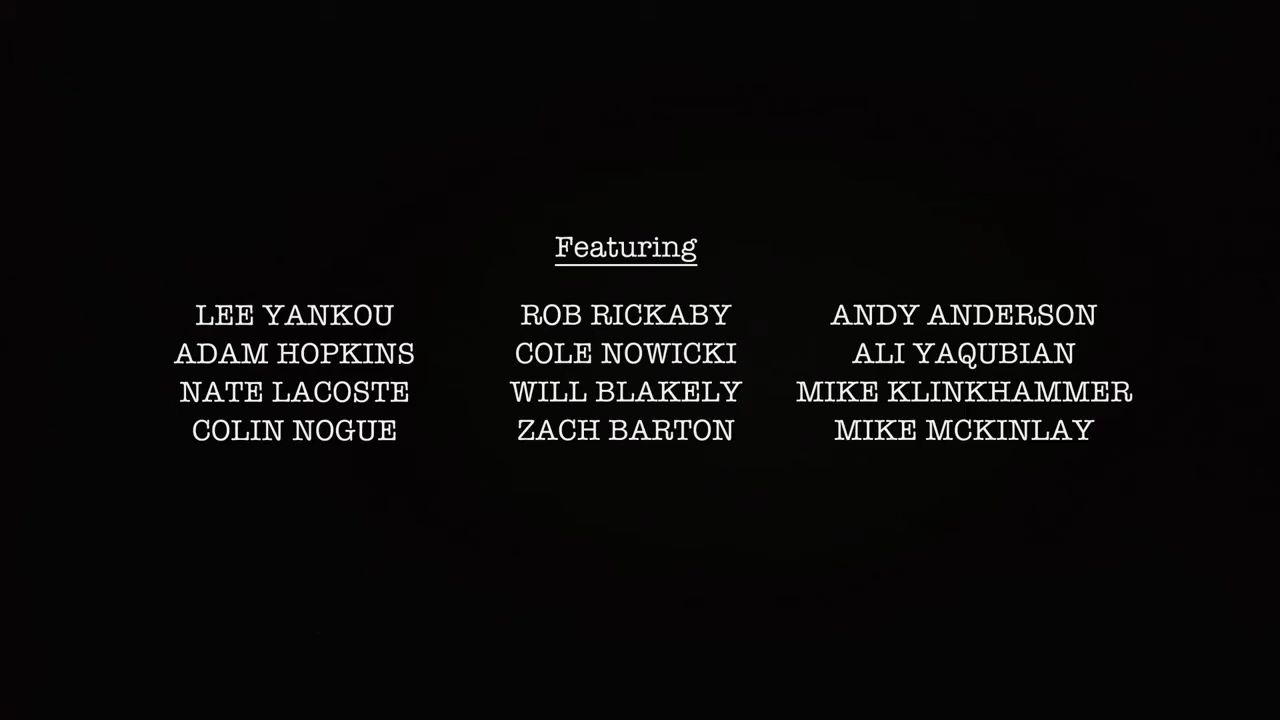 Featuring
LEE YANKOU
ADAM HOPKINS
NATE LACOSTE
COLIN NOGUE
ROB RICKABY
COLE NOWICKI
WILL BLAKELY
ZACH BARTON
ANDY ANDERSON
ALI YAQUBIAN
MIKE KLINKHAMMER
MIKE MCKINLAY